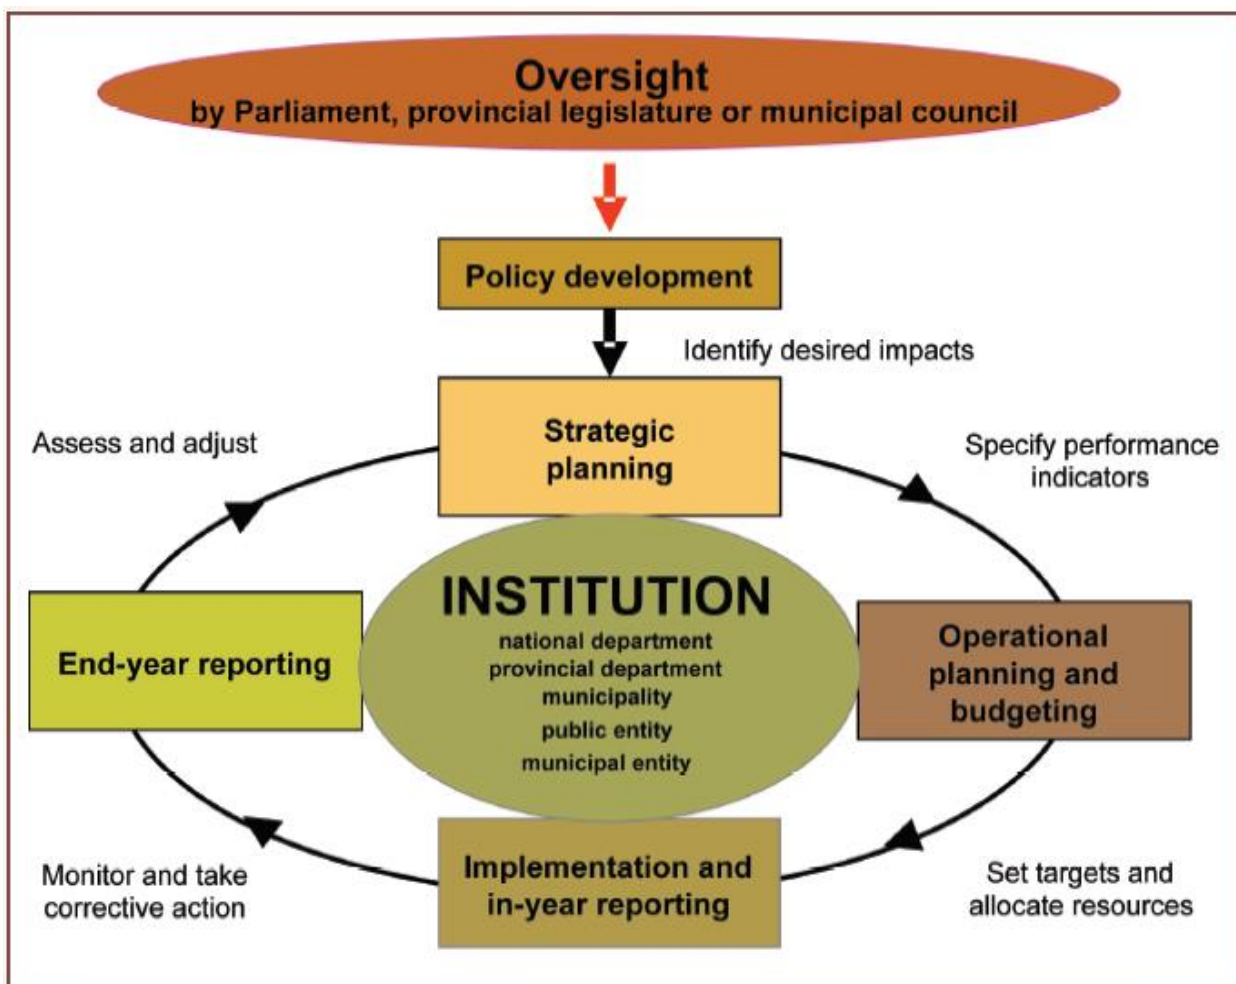 Oversight
by Parliament, provincial legislature or municipal council
Policy development
Identify desired impacts
Strategic
planning
Assess and adjust
Specify performance
indicators
INSTITUTION
national department
provincial department
municipality
public entity
municipal entity
End-year reporting
Operational
planning and
budgeting
Implementation and
in-year reporting
Monitor and take
corrective action
Set targets and
allocate resources